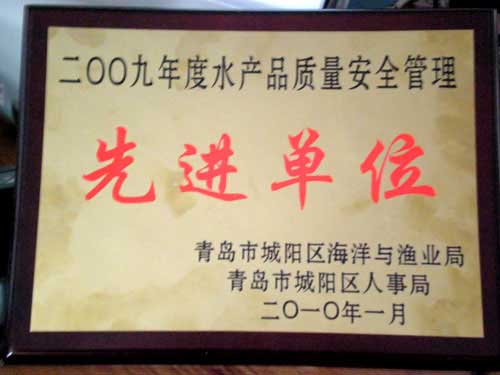 二〇〇九年度水产品质量安全管理
先进单位
青岛市城阳区海洋与渔业局
青岛市城阳区人事局
二〇一〇年一月